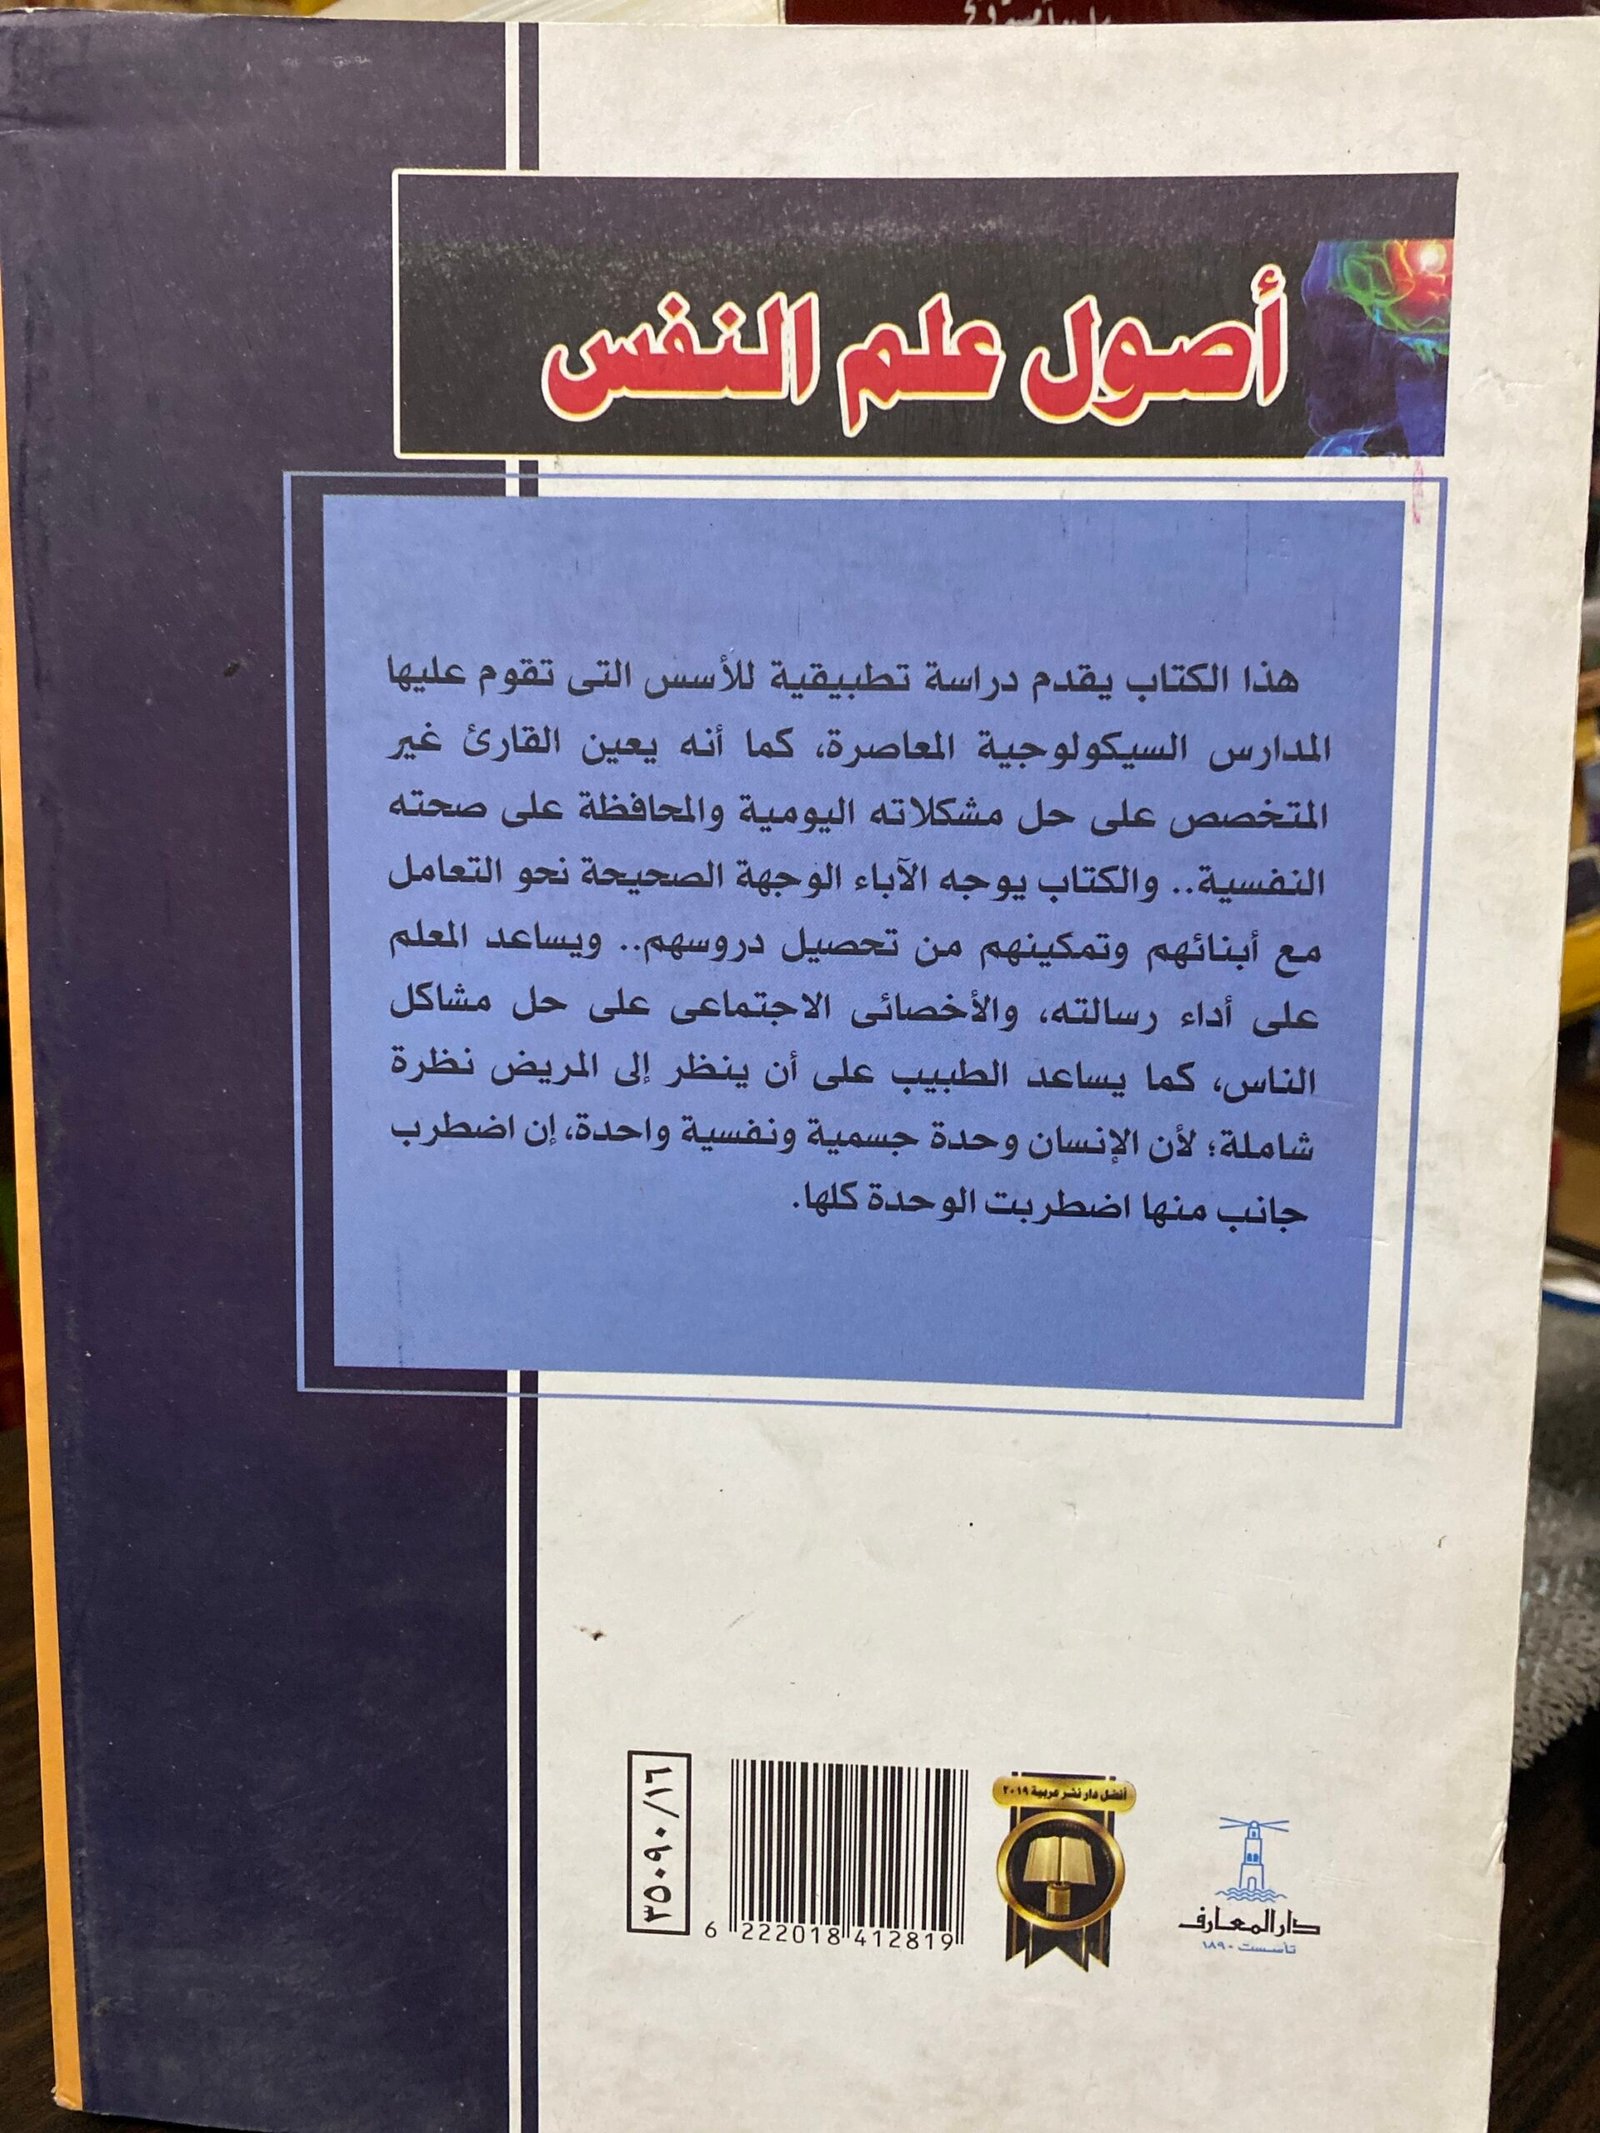 أصول علم النفس
هذا الكتاب يقدم دراسة تطبيقية للأسس التى تقوم عليها
المدارس السيكولوجية المعاصرة، كما أنه يعين القارئ غير
المتخصص على حل مشكلاته اليومية والمحافظة على صحته
النفسية.. والكتاب يوجه الآباء الوجهة الصحيحة نحو التعامل
مع أبنائهم وتمكينهم من تحصيل دروسهم.. ويساعد المعلم
على أداء رسالته، والأخصائى الاجتماعى على حل مشاكل
الناس، كما يساعد الطبيب على أن ينظر إلى المريض نظرة
شاملة؛ لأن الإنسان وحدة جسمية ونفسية واحدة، إن اضطرب
جانب منها اضطربت الوحدة كلها.
أفضل دار نشر عربية ٢٠١٩
دار المعارف
تأسست ١٨٩٠
6 222018 412819
٣٥٠٩٠/١٦